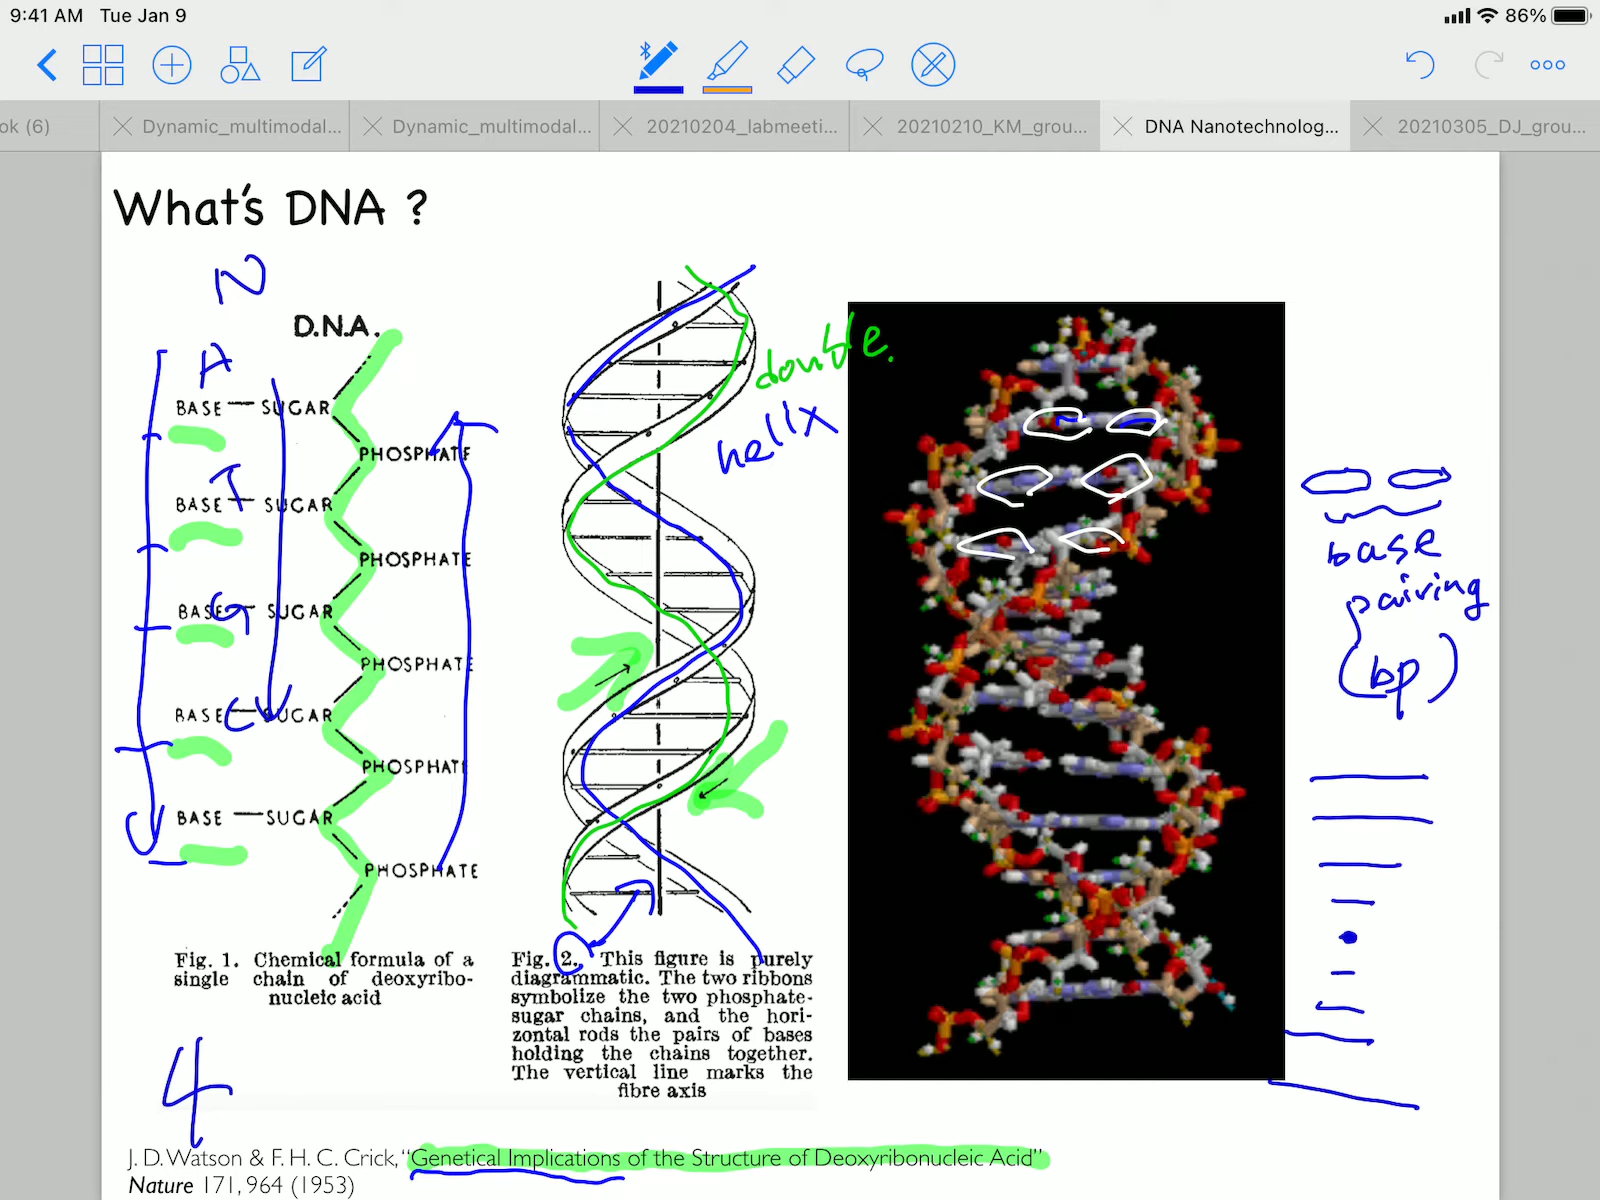 9:41 AM Tue Jan 9
86%
ok (6)
Dynamic_multimodal...
Dynamic_multimodal...
20210204_labmeeti...
20210210_KM_grou...
DNA Nanotechnolog...
20210305_DJ_grou...
What's DNA ?
N
D.N.A.
A
BASE — SUGAR
PHOSPHATE
T
BASE — SUGAR
PHOSPHATE
G
BASE — SUGAR
PHOSPHATE
C
BASE — SUGAR
PHOSPHATE
BASE — SUGAR
PHOSPHATE
Fig. 1. Chemical formula of a
single chain of deoxyribo-
nucleic acid
4
double
helix
Fig. 2. This figure is purely
diagrammatic. The two ribbons
symbolize the two phosphate-
sugar chains, and the hori-
zontal rods the pairs of bases
holding the chains together.
The vertical line marks the
fibre axis
base
pairing
(bp)
J. D. Watson & F. H. C. Crick, "Genetical Implications of the Structure of Deoxyribonucleic Acid"
Nature 171, 964 (1953)